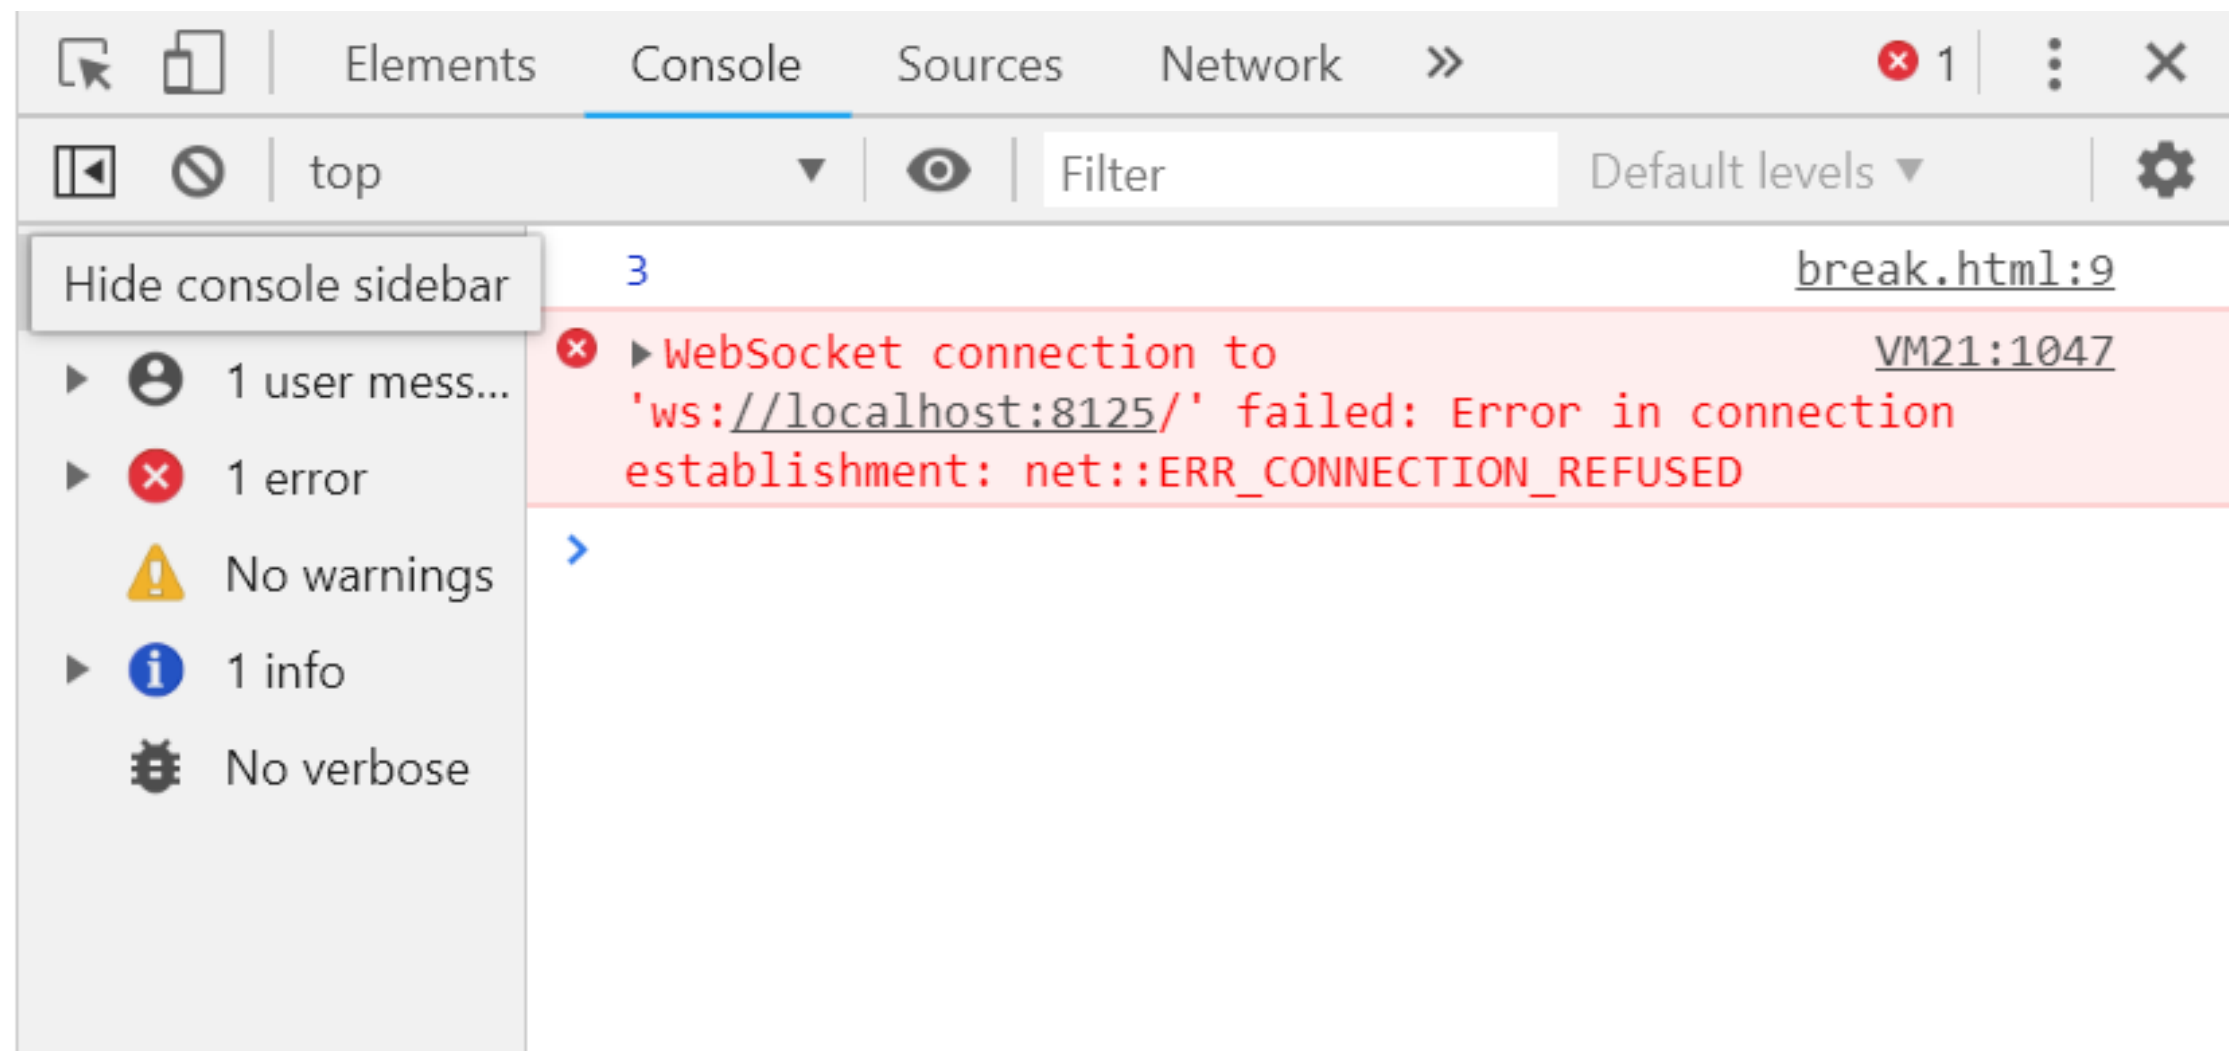 Elements Console Sources Network 1
top Filter Default levels
Hide console sidebar
1 user mess...
1 error
No warnings
1 info
No verbose
3 break.html:9
WebSocket connection to VM21:1047
'ws://localhost:8125/' failed: Error in connection
establishment: net::ERR_CONNECTION_REFUSED